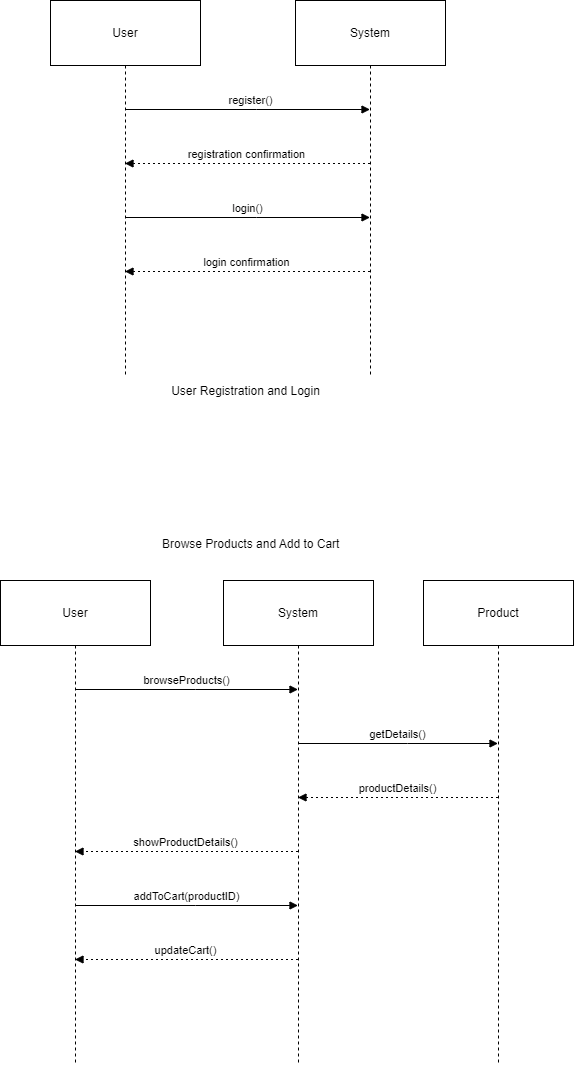 User
System
register()
registration confirmation
login()
login confirmation
User Registration and Login
Browse Products and Add to Cart
User
System
Product
browseProducts()
getDetails()
productDetails()
showProductDetails()
addToCart(productID)
updateCart()